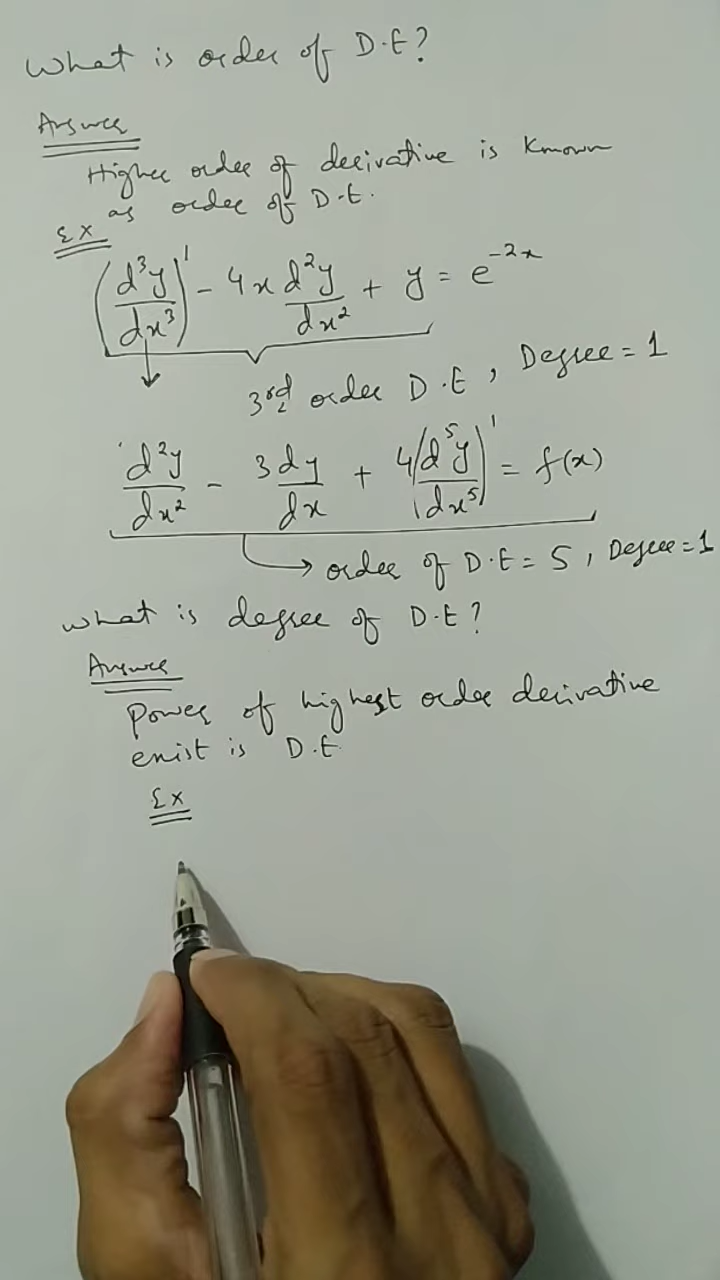 What is order of D.E?
Answer
Higher order of derivative is known
as order of D.E.
Ex
(d³y/dx³)¹ - 4x d²y/dx² + y = e^-2x
3rd order D.E, Degree = 1
d²y/dx² - 3dy/dx + 4(d⁵y/dx⁵)¹ = f(x)
order of D.E = 5, Degree = 1
What is degree of D.E?
Answer
Power of highest order derivative
exist is D.E.
Ex